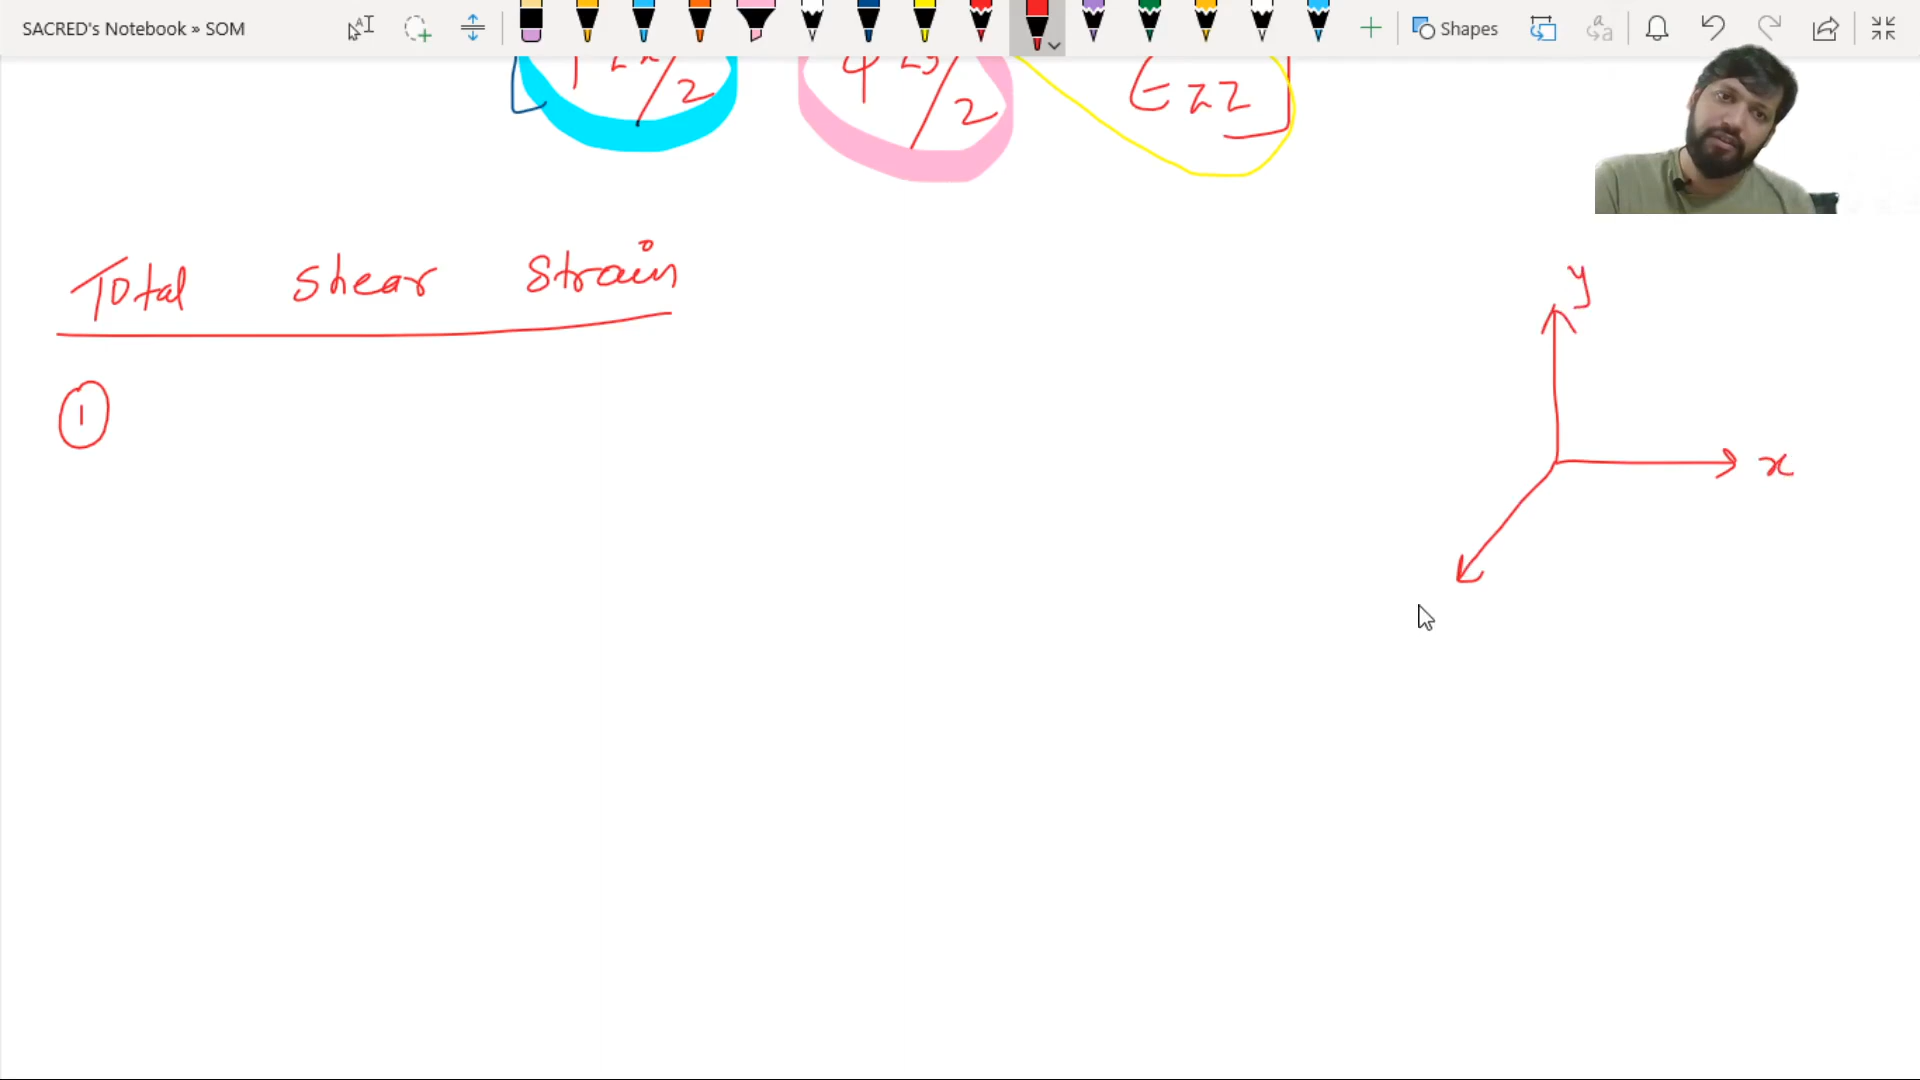 SACRED's Notebook » SOM
Shapes
/2
/2
ϵzz
Total shear strain
1
y
x